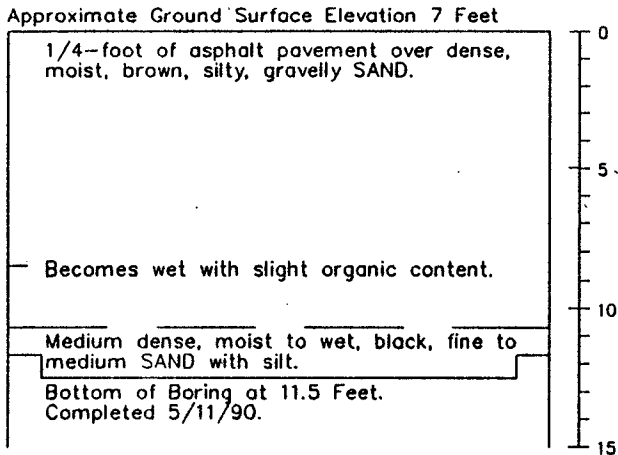 Approximate Ground Surface Elevation 7 Feet
0
1/4-foot of asphalt pavement over dense,
moist, brown, silty, gravelly SAND.
5
Becomes wet with slight organic content.
10
Medium dense, moist to wet, black, fine to
medium SAND with silt.
Bottom of Boring at 11.5 Feet.
Completed 5/11/90.
15